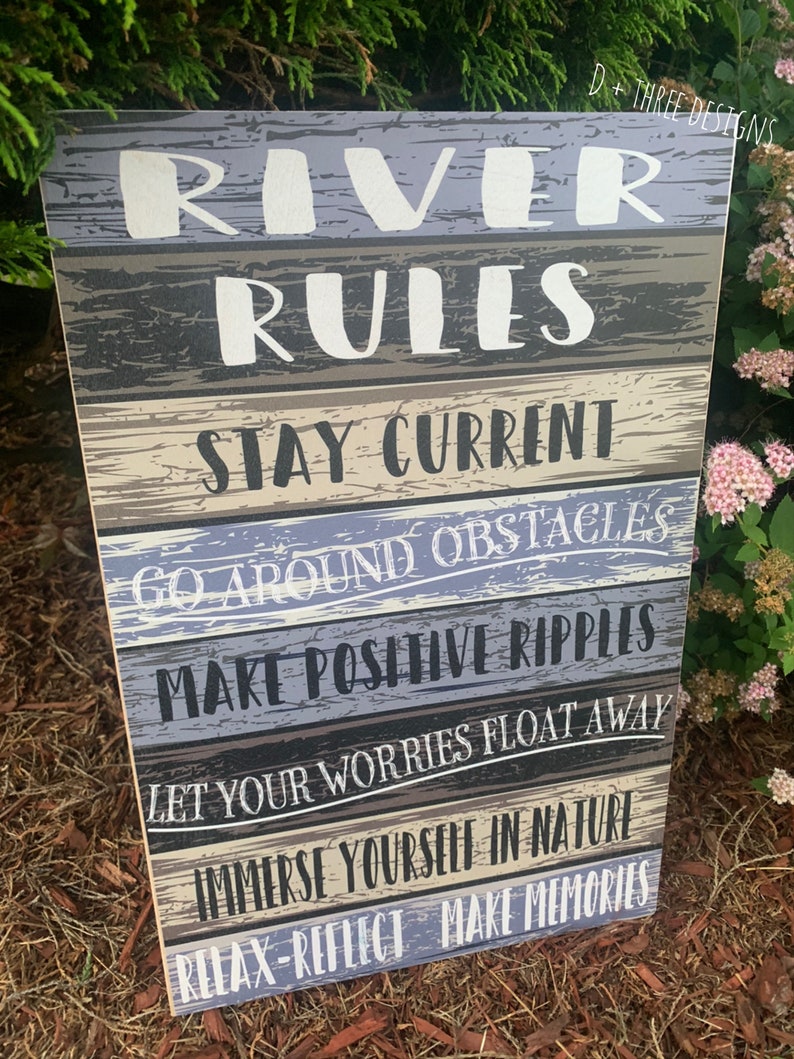 D + THREE DESIGNS
RIVER
RULES
STAY CURRENT
GO AROUND OBSTACLES
MAKE POSITIVE RIPPLES
LET YOUR WORRIES FLOAT AWAY
IMMERSE YOURSELF IN NATURE
RELAX-REFLECT MAKE MEMORIES